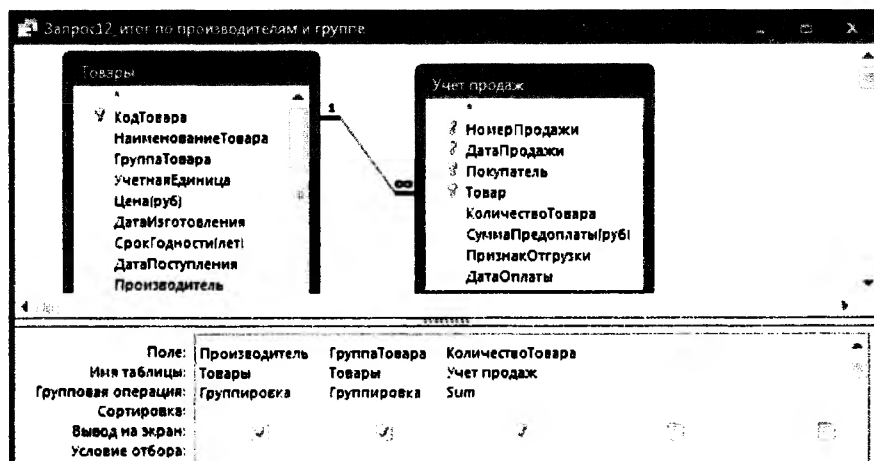 Запрос12_итог по производителям и группе
Товары
*
КодТовара
НаименованиеТовара
ГруппаТовара
УчетнаяЕдиница
Цена(руб)
ДатаИзготовления
СрокГодности(лет)
ДатаПоступления
Производитель
1
∞
Учет продаж
*
НомерПродажи
ДатаПродажи
Покупатель
Товар
КоличествоТовара
СуммаПредоплаты(руб)
ПризнакОтгрузки
ДатаОплаты
Поле: Производитель ГруппаТовара КоличествоТовара
Имя таблицы: Товары Товары Учет продаж
Групповая операция: Группировка Группировка Sum
Сортировка:
Вывод на экран:
Условие отбора: